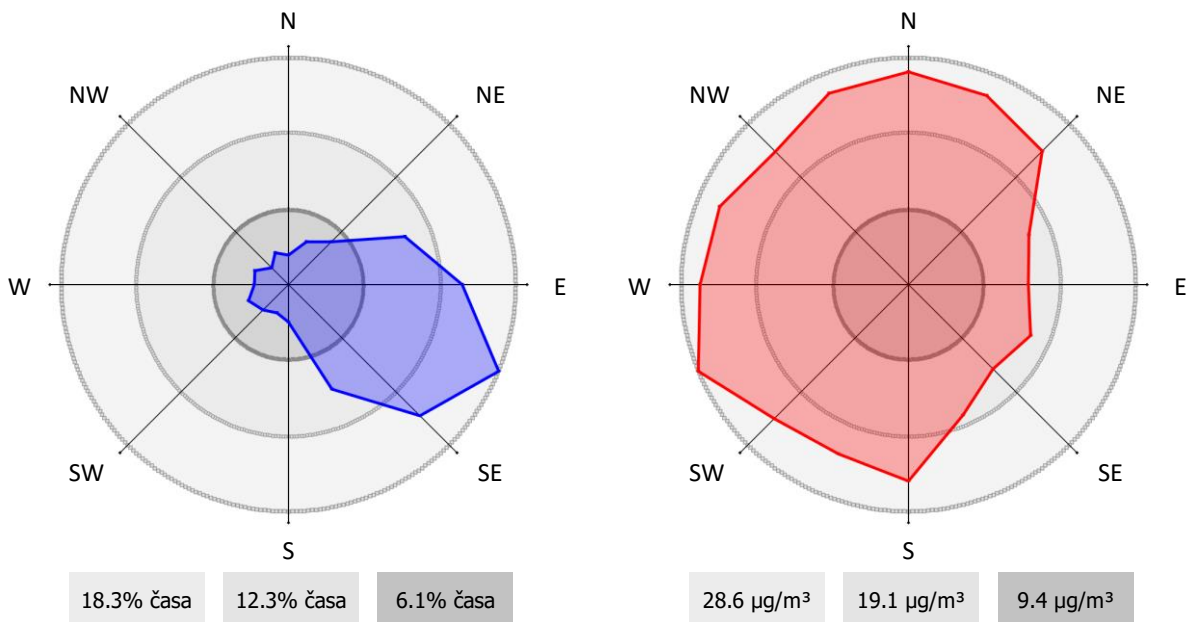 N
NW
NE
W
E
SW
SE
S
18.3% časa
12.3% časa
6.1% časa
N
NW
NE
W
E
SW
SE
S
28.6 µg/m³
19.1 µg/m³
9.4 µg/m³